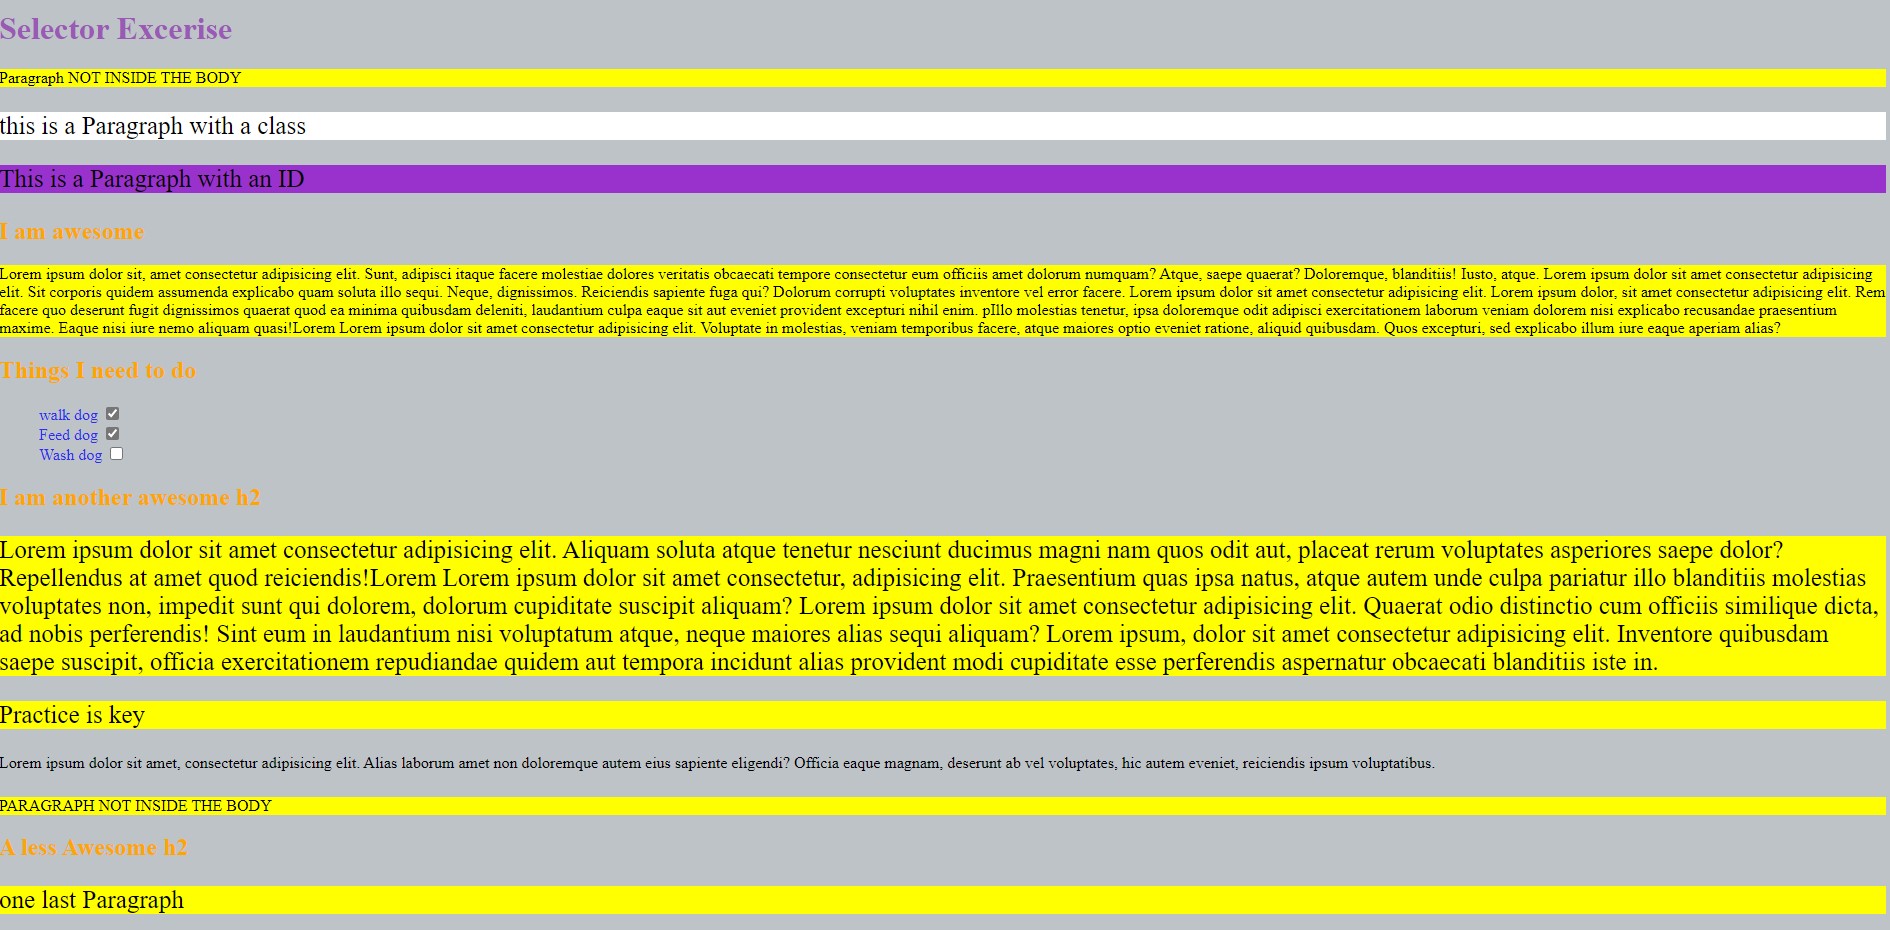 Selector Excerise
Paragraph NOT INSIDE THE BODY
this is a Paragraph with a class
This is a Paragraph with an ID
I am awesome
Lorem ipsum dolor sit, amet consectetur adipisicing elit. Sunt, adipisci itaque facere molestiae dolores veritatis obcaecati tempore consectetur eum officiis amet dolorum numquam? Atque, saepe quaerat? Doloremque, blanditiis! Iusto, atque. Lorem ipsum dolor sit amet consectetur adipisicing
elit. Sit corporis quidem assumenda explicabo quam soluta illo sequi. Neque, dignissimos. Reiciendis sapiente fuga qui? Dolorum corrupti voluptates inventore vel error facere. Lorem ipsum dolor sit amet consectetur adipisicing elit. Lorem ipsum dolor, sit amet consectetur adipisicing elit. Rem
facere quo deserunt fugit dignissimos quaerat quod ea minima quibusdam deleniti, laudantium culpa eaque sit aut eveniet provident excepturi nihil enim. pIllo molestias tenetur, ipsa doloremque odit adipisci exercitationem laborum veniam dolorem nisi explicabo recusandae praesentium
maxime. Eaque nisi iure nemo aliquam quasi!Lorem Lorem ipsum dolor sit amet consectetur adipisicing elit. Voluptate in molestias, veniam temporibus facere, atque maiores optio eveniet ratione, aliquid quibusdam. Quos excepturi, sed explicabo illum iure eaque aperiam alias?
Things I need to do
walk dog
Feed dog
Wash dog
I am another awesome h2
Lorem ipsum dolor sit amet consectetur adipisicing elit. Aliquam soluta atque tenetur nesciunt ducimus magni nam quos odit aut, placeat rerum voluptates asperiores saepe dolor?
Repellendus at amet quod reiciendis!Lorem Lorem ipsum dolor sit amet consectetur, adipisicing elit. Praesentium quas ipsa natus, atque autem unde culpa pariatur illo blanditiis molestias
voluptates non, impedit sunt qui dolorem, dolorum cupiditate suscipit aliquam? Lorem ipsum dolor sit amet consectetur adipisicing elit. Quaerat odio distinctio cum officiis similique dicta,
ad nobis perferendis! Sint eum in laudantium nisi voluptatum atque, neque maiores alias sequi aliquam? Lorem ipsum, dolor sit amet consectetur adipisicing elit. Inventore quibusdam
saepe suscipit, officia exercitationem repudiandae quidem aut tempora incidunt alias provident modi cupiditate esse perferendis aspernatur obcaecati blanditiis iste in.
Practice is key
Lorem ipsum dolor sit amet, consectetur adipisicing elit. Alias laborum amet non doloremque autem eius sapiente eligendi? Officia eaque magnam, deserunt ab vel voluptates, hic autem eveniet, reiciendis ipsum voluptatibus.
PARAGRAPH NOT INSIDE THE BODY
A less Awesome h2
one last Paragraph